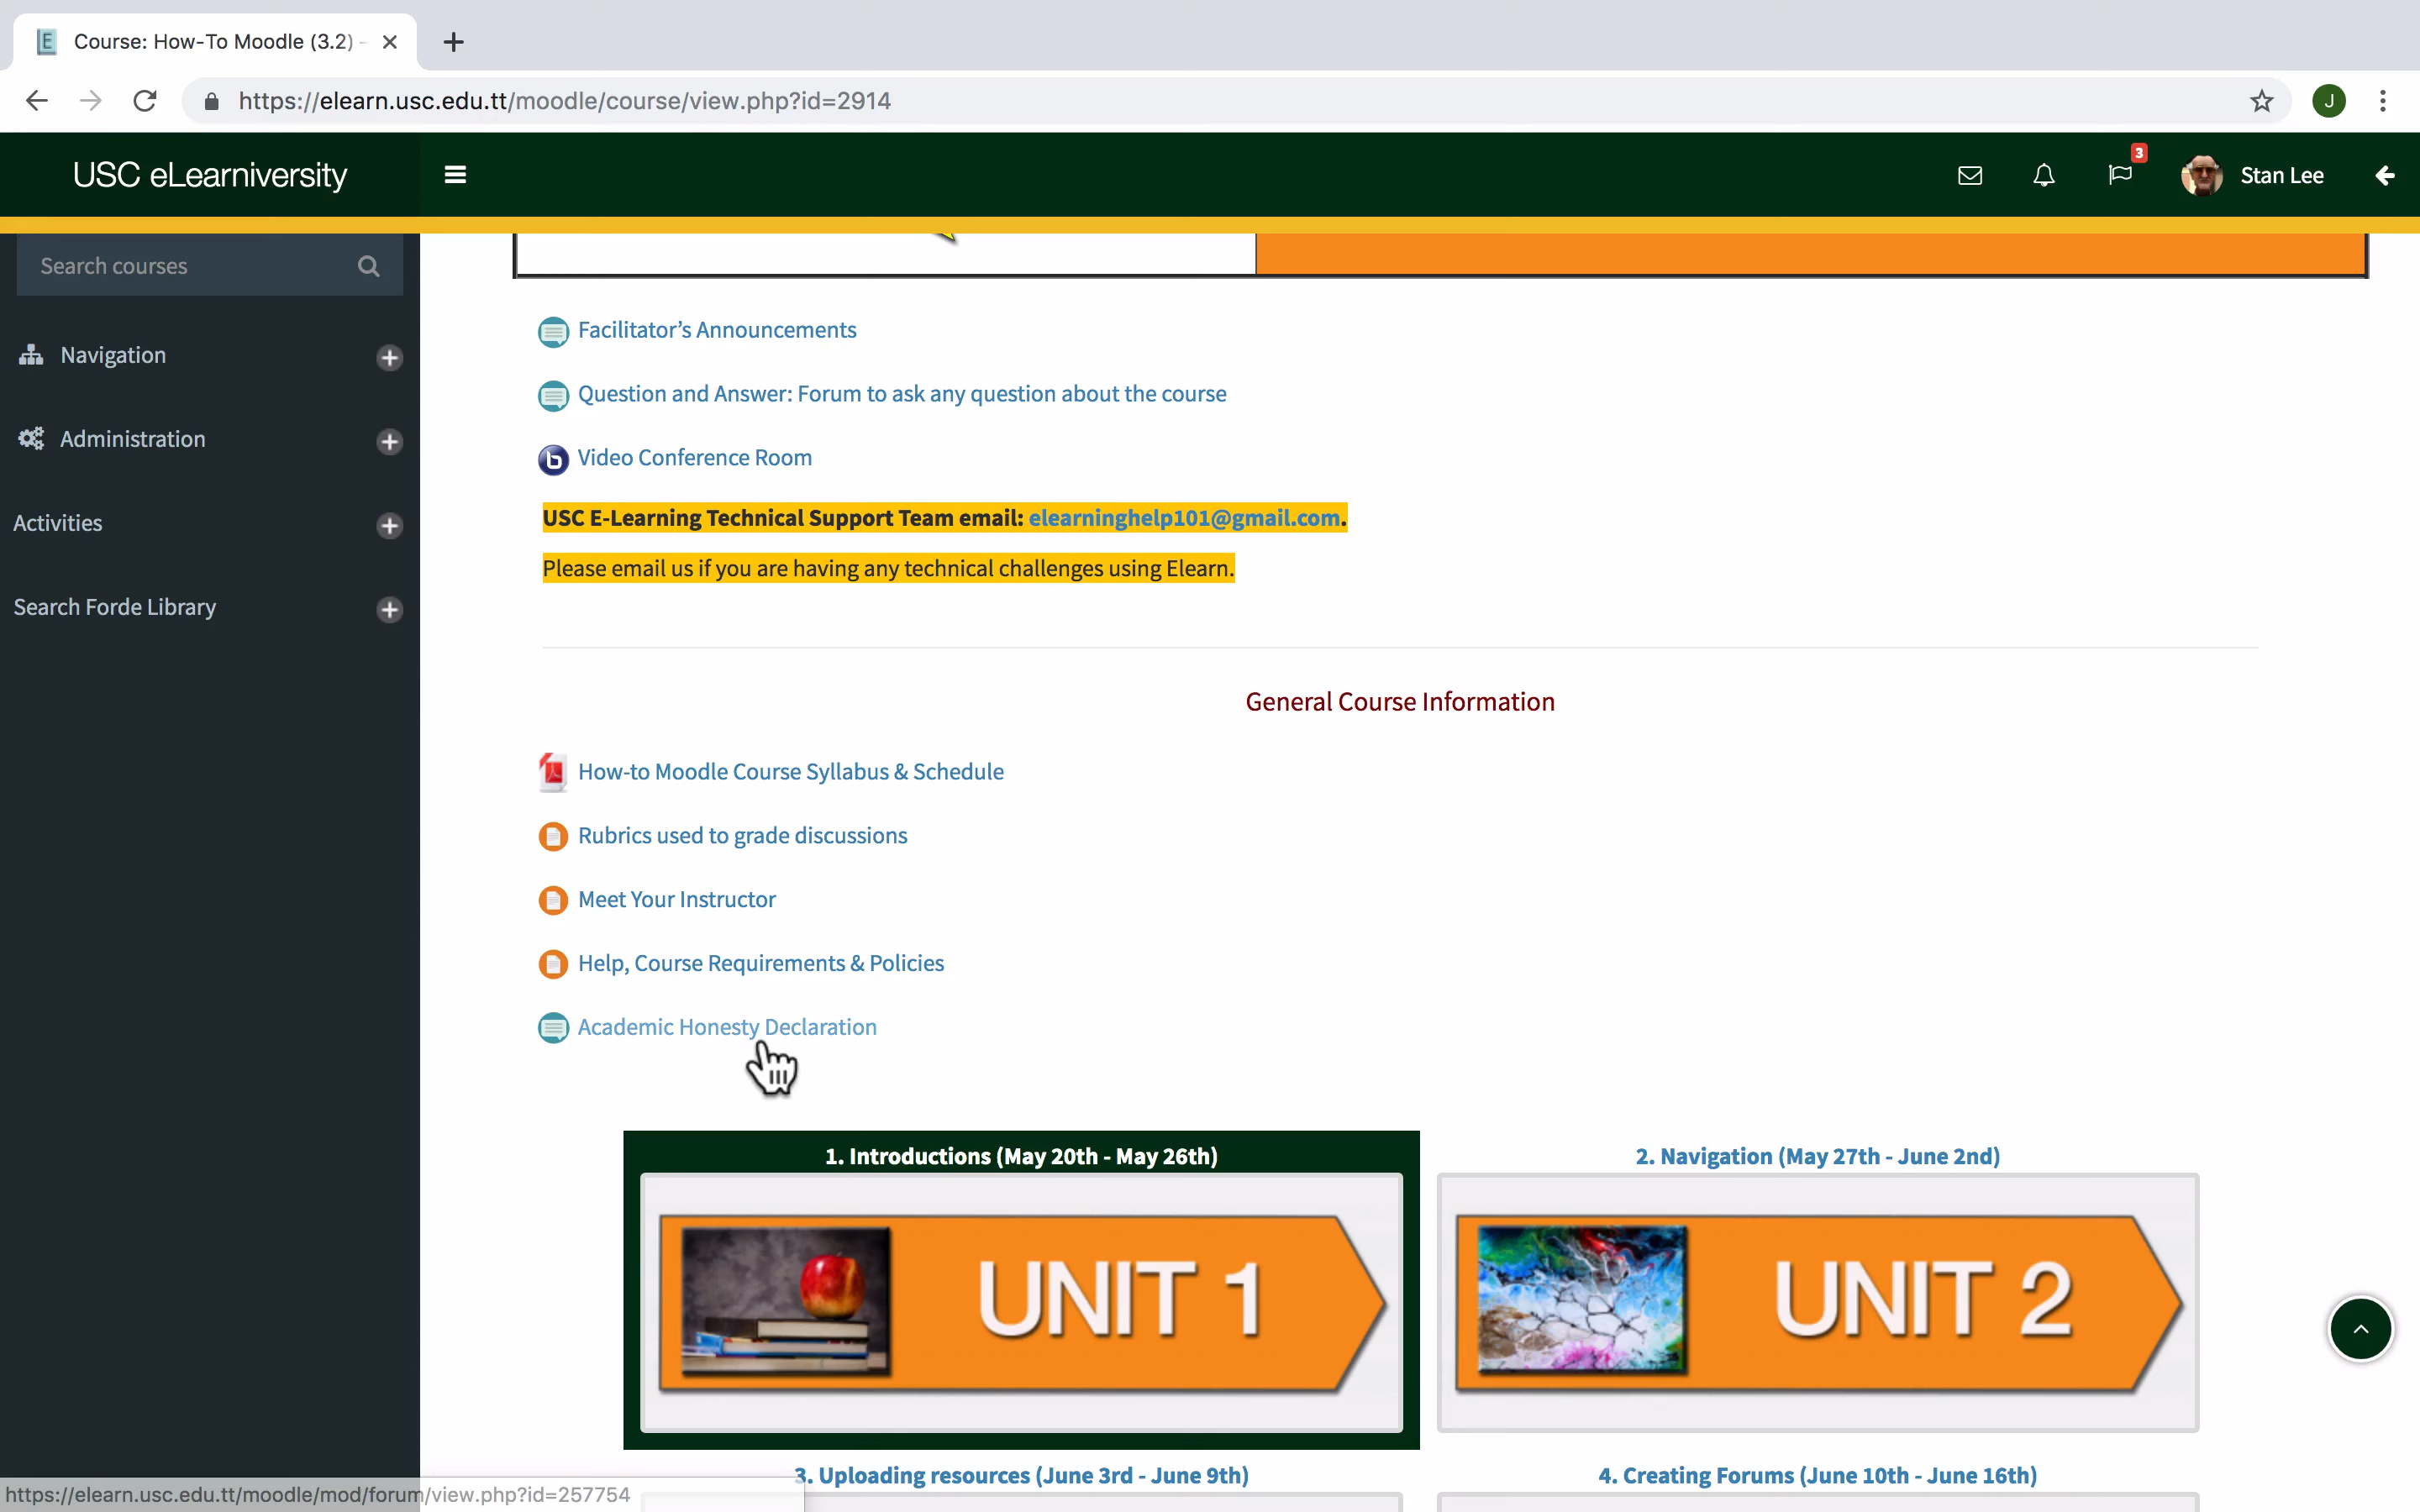 Course: How-To Moodle (3.2) -
https://elearn.usc.edu.tt/moodle/course/view.php?id=2914
J
USC eLearniversity
3
Stan Lee
Search courses
Navigation
Administration
Activities
Search Forde Library
Facilitator’s Announcements
Question and Answer: Forum to ask any question about the course
Video Conference Room
USC E-Learning Technical Support Team email: elearninghelp101@gmail.com.
Please email us if you are having any technical challenges using Elearn.
General Course Information
How-to Moodle Course Syllabus & Schedule
Rubrics used to grade discussions
Meet Your Instructor
Help, Course Requirements & Policies
Academic Honesty Declaration
1. Introductions (May 20th - May 26th)
2. Navigation (May 27th - June 2nd)
UNIT 1
UNIT 2
3. Uploading resources (June 3rd - June 9th)
4. Creating Forums (June 10th - June 16th)
https://elearn.usc.edu.tt/moodle/mod/forum/view.php?id=257754